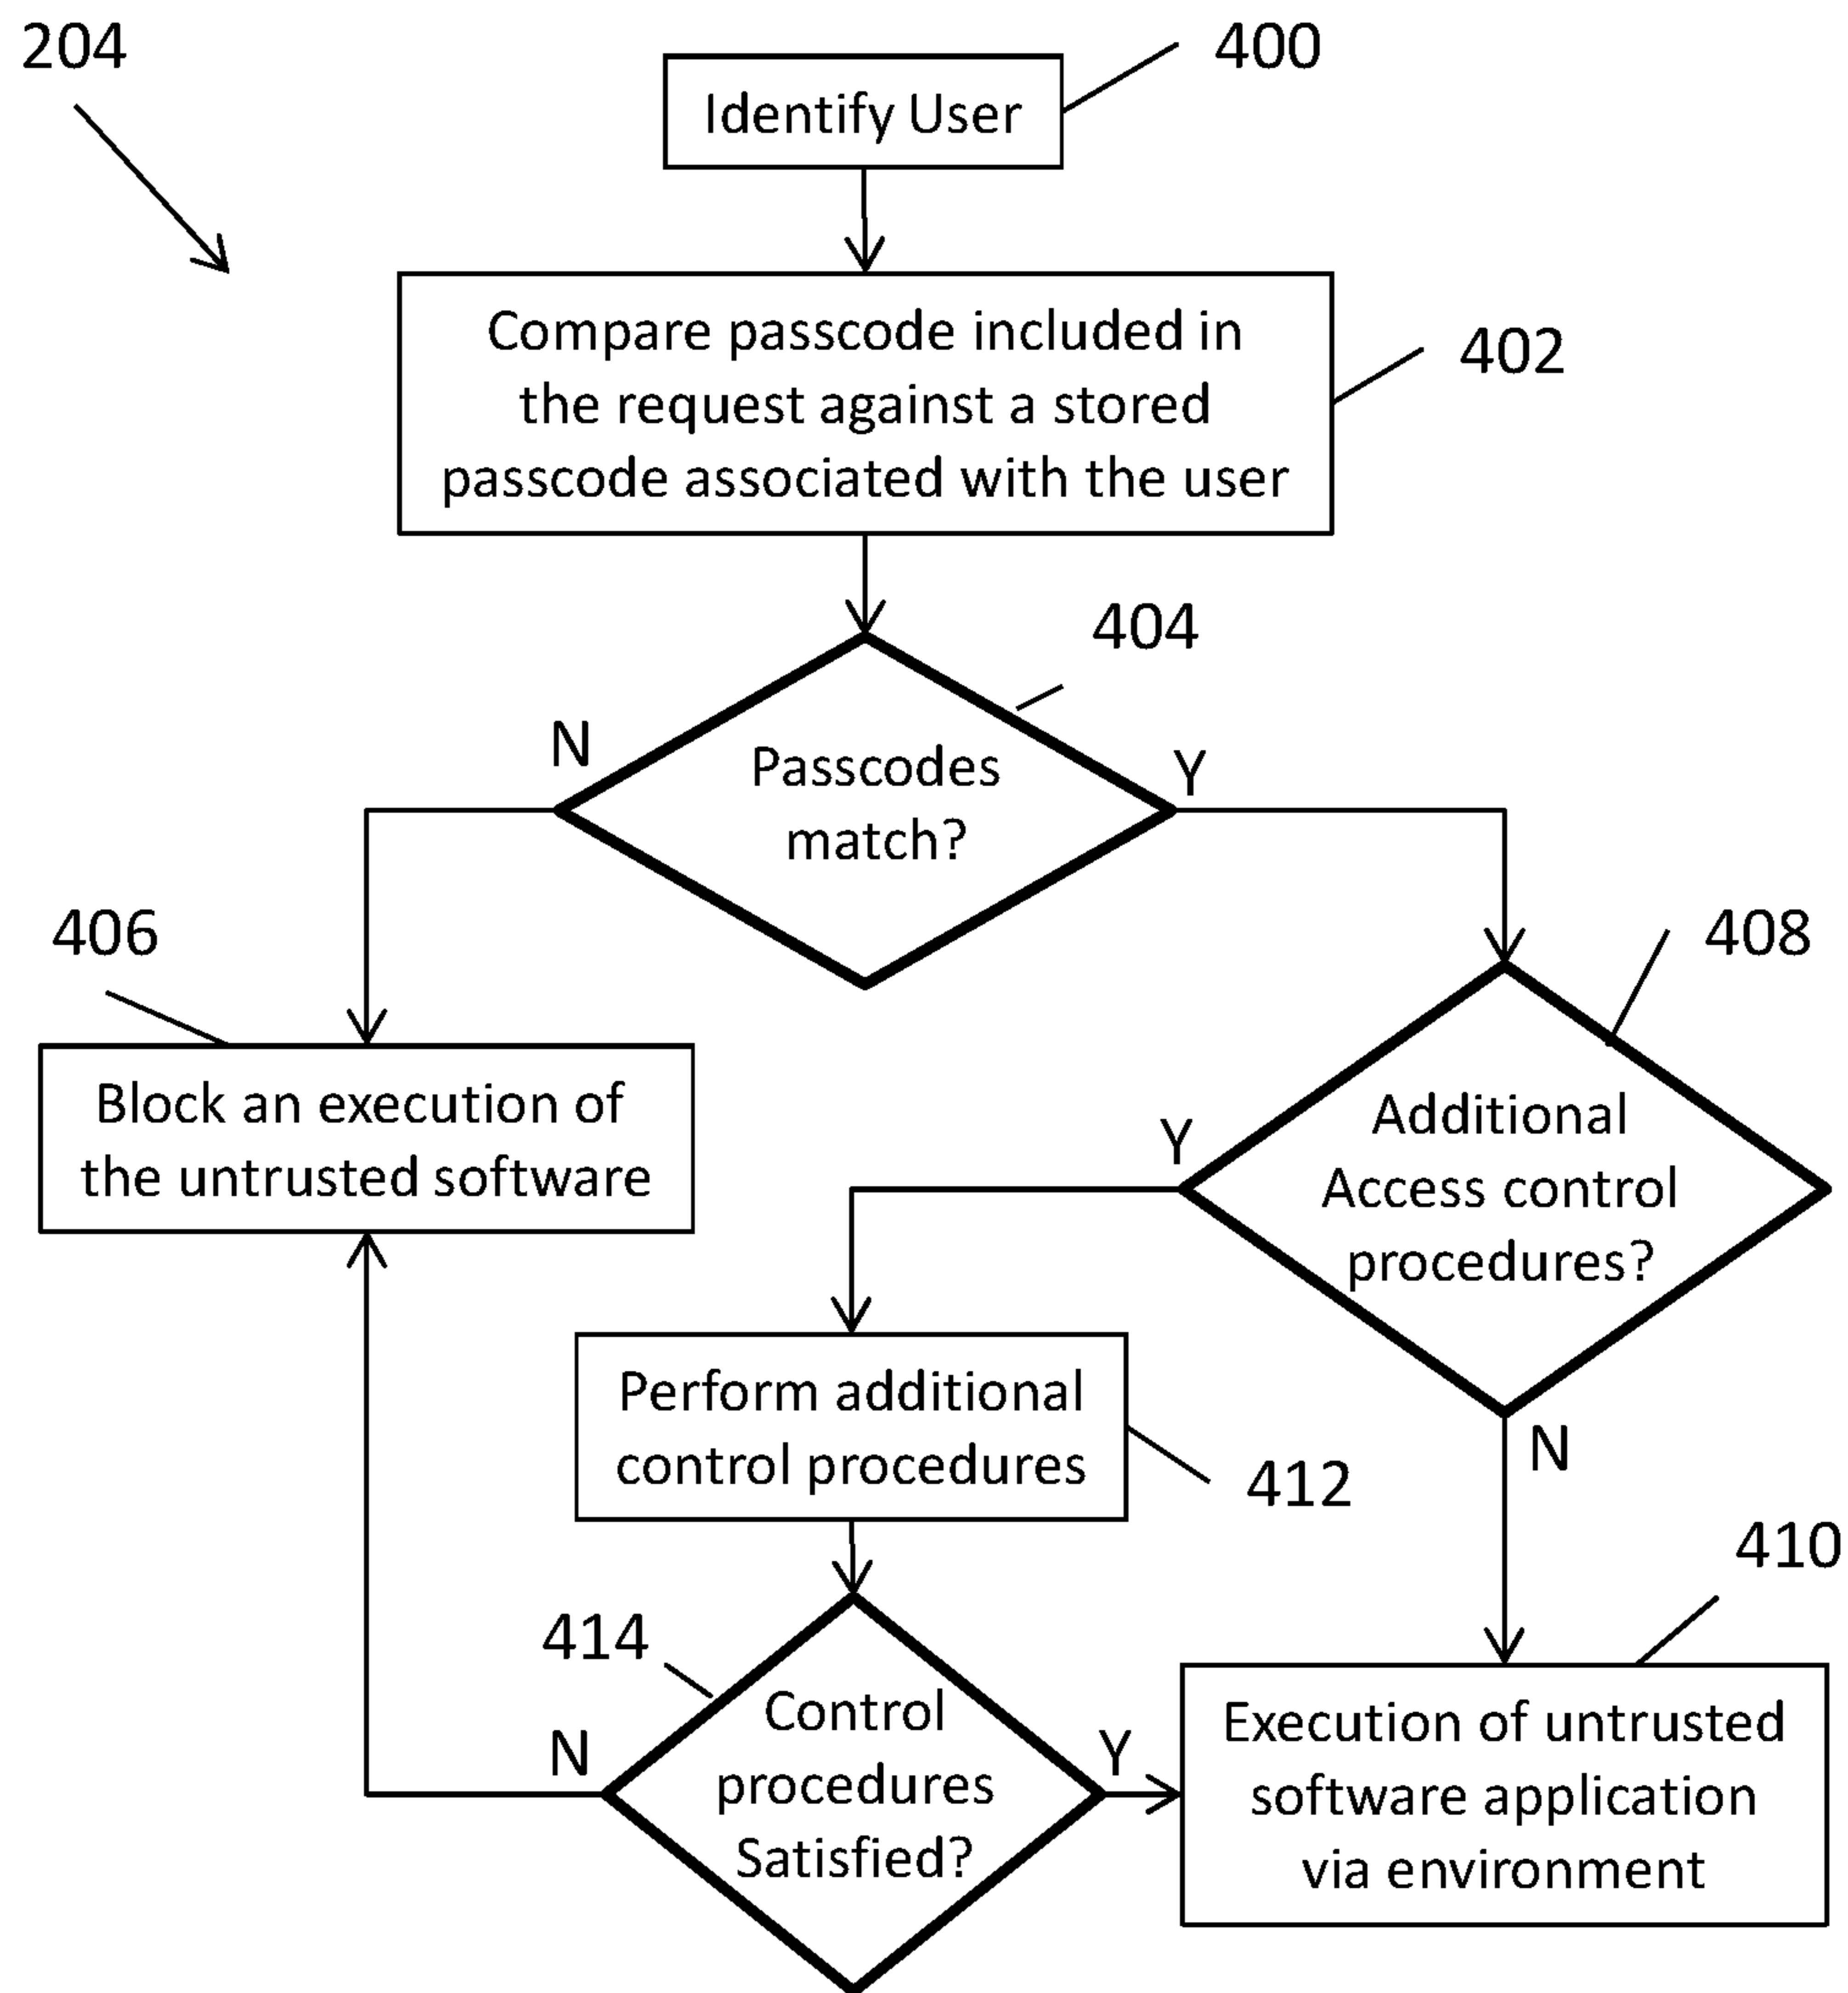 204
400
Identify User
Compare passcode included in
the request against a stored
passcode associated with the user
402
404
N
Passcodes
match?
Y
406
408
Block an execution of
the untrusted software
Additional
Access control
procedures?
Y
N
Perform additional
control procedures
412
410
414
Control
procedures
Satisfied?
N
Y
Execution of untrusted
software application
via environment